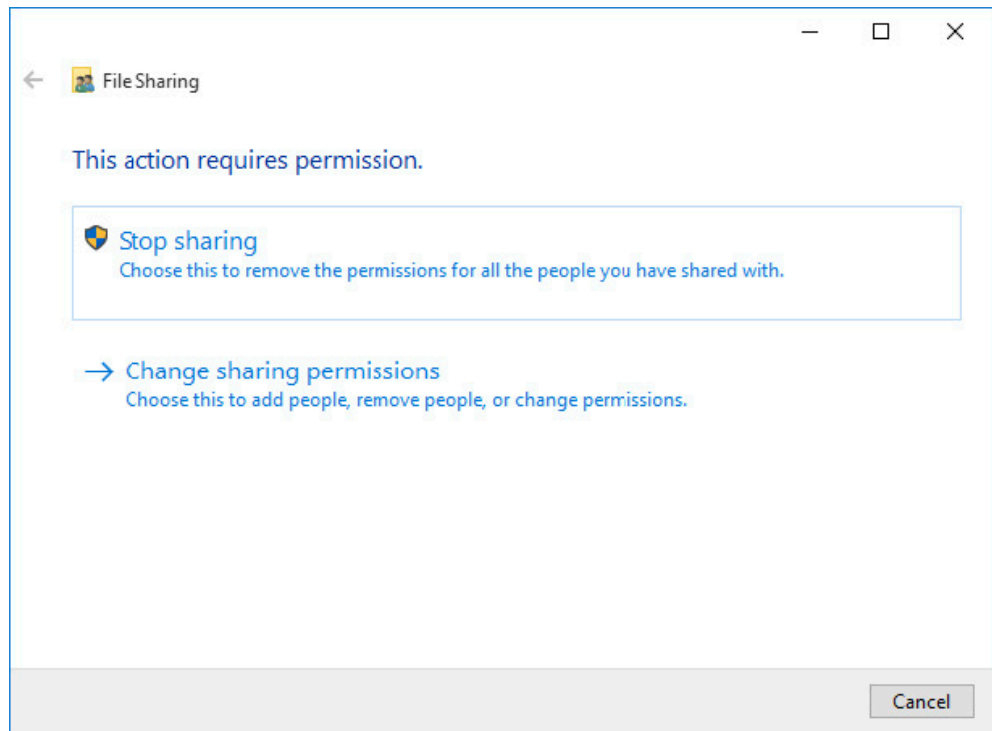 File Sharing
This action requires permission.
Stop sharing
Choose this to remove the permissions for all the people you have shared with.
Change sharing permissions
Choose this to add people, remove people, or change permissions.
Cancel